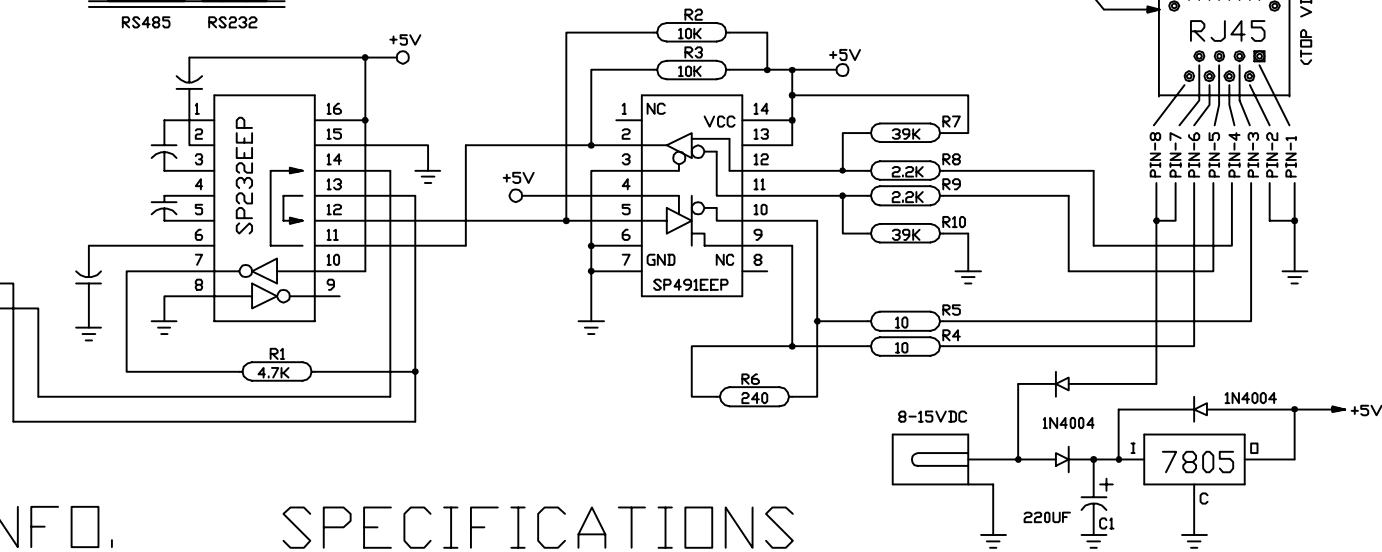 RS485 RS232
+5V
1
2
3
4
5
6
7
8
SP232EEP
16
15
14
13
12
11
10
9
R1
4.7K
R2
10K
R3
10K
+5V
+5V
1
2
3
4
5
6
7
NC
VCC
GND
NC
SP491EEP
14
13
12
11
10
9
8
R7
39K
R8
2.2K
R9
2.2K
R10
39K
R5
10
R4
10
R6
240
RJ45
(TOP VI
PIN-8
PIN-7
PIN-6
PIN-5
PIN-4
PIN-3
PIN-2
PIN-1
8-15VDC
1N4004
1N4004
+5V
I
7805
O
C
+
220UF
C1
NFO.
SPECIFICATIONS